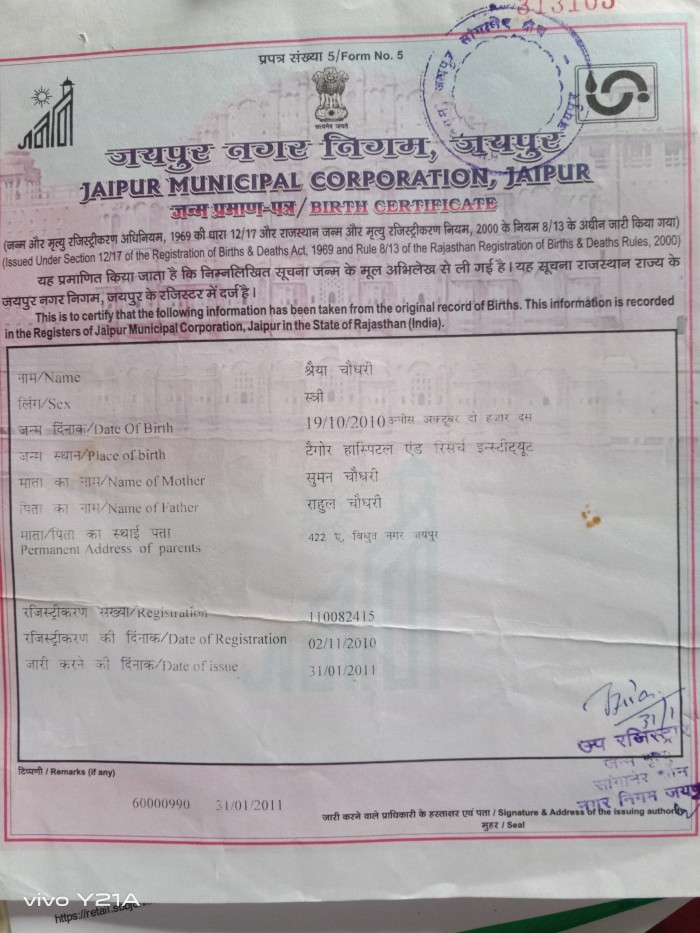 313105
प्रपत्र संख्या 5/Form No. 5
सत्यमेव जयते
जयपुर नगर निगम, जयपुर
JAIPUR MUNICIPAL CORPORATION, JAIPUR
जन्म प्रमाण-पत्र/ BIRTH CERTIFICATE
(जन्म और मृत्यु रजिस्ट्रीकरण अधिनियम, 1969 की धारा 12/17 और राजस्थान जन्म और मृत्यु रजिस्ट्रीकरण नियम, 2000 के नियम 8/13 के अधीन जारी किया गया)
(Issued Under Section 12/17 of the Registration of Births & Deaths Act, 1969 and Rule 8/13 of the Rajasthan Registration of Births & Deaths Rules, 2000)
यह प्रमाणित किया जाता है कि निम्नलिखित सूचना जन्म के मूल अभिलेख से ली गई है। यह सूचना राजस्थान राज्य के
जयपुर नगर निगम, जयपुर के रजिस्टर में दर्ज है।
This is to certify that the following information has been taken from the original record of Births. This information is recorded
in the Registers of Jaipur Municipal Corporation, Jaipur in the State of Rajasthan (India).
नाम/Name श्रैया चौधरी
लिंग/Sex स्त्री
जन्म दिंनाक/Date Of Birth 19/10/2010 उन्नीस अक्टूबर दो हजार दस
जन्म स्थान/Place of birth टैगोर हास्पिटल एंड रिसर्च इन्स्टीट्यूट
माता का नाम/Name of Mother सुमन चौधरी
पिता का नाम/Name of Father राहुल चौधरी
माता/पिता का स्थाई पता 422 ए, विधुत नगर जयपुर
Permanent Address of parents
रजिस्ट्रीकरण संख्या/Registration 110082415
रजिस्ट्रीकरण की दिंनाक/Date of Registration 02/11/2010
जारी करने की दिंनाक/Date of issue 31/01/2011
31/1
उप रजिस्ट्रार
जन्म मृत्यु
सांगानेर जोन
नगर निगम जयपुर
टिप्पणी / Remarks (if any)
60000990 31/01/2011
जारी करने वाले प्राधिकारी के हस्ताक्षर एवं पता / Signature & Address of the issuing authority
मुहर / Seal
vivo Y21A